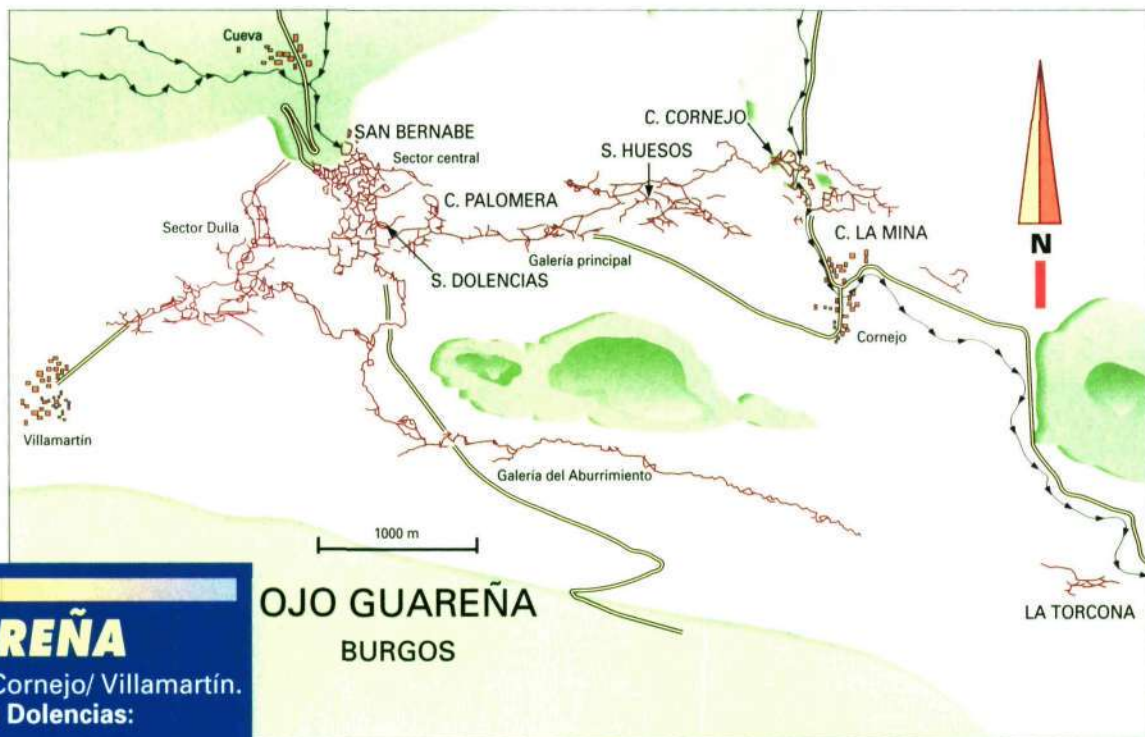 Cueva
SAN BERNABE
Sector central
C. CORNEJO
S. HUESOS
C. PALOMERA
Sector Dulla
Galería principal
C. LA MINA
S. DOLENCIAS
N
Cornejo
Villamartín
Galería del Aburrimiento
1000 m
OJO GUAREÑA
BURGOS
LA TORCONA
REÑA
Cornejo/ Villamartín.
Dolencias: